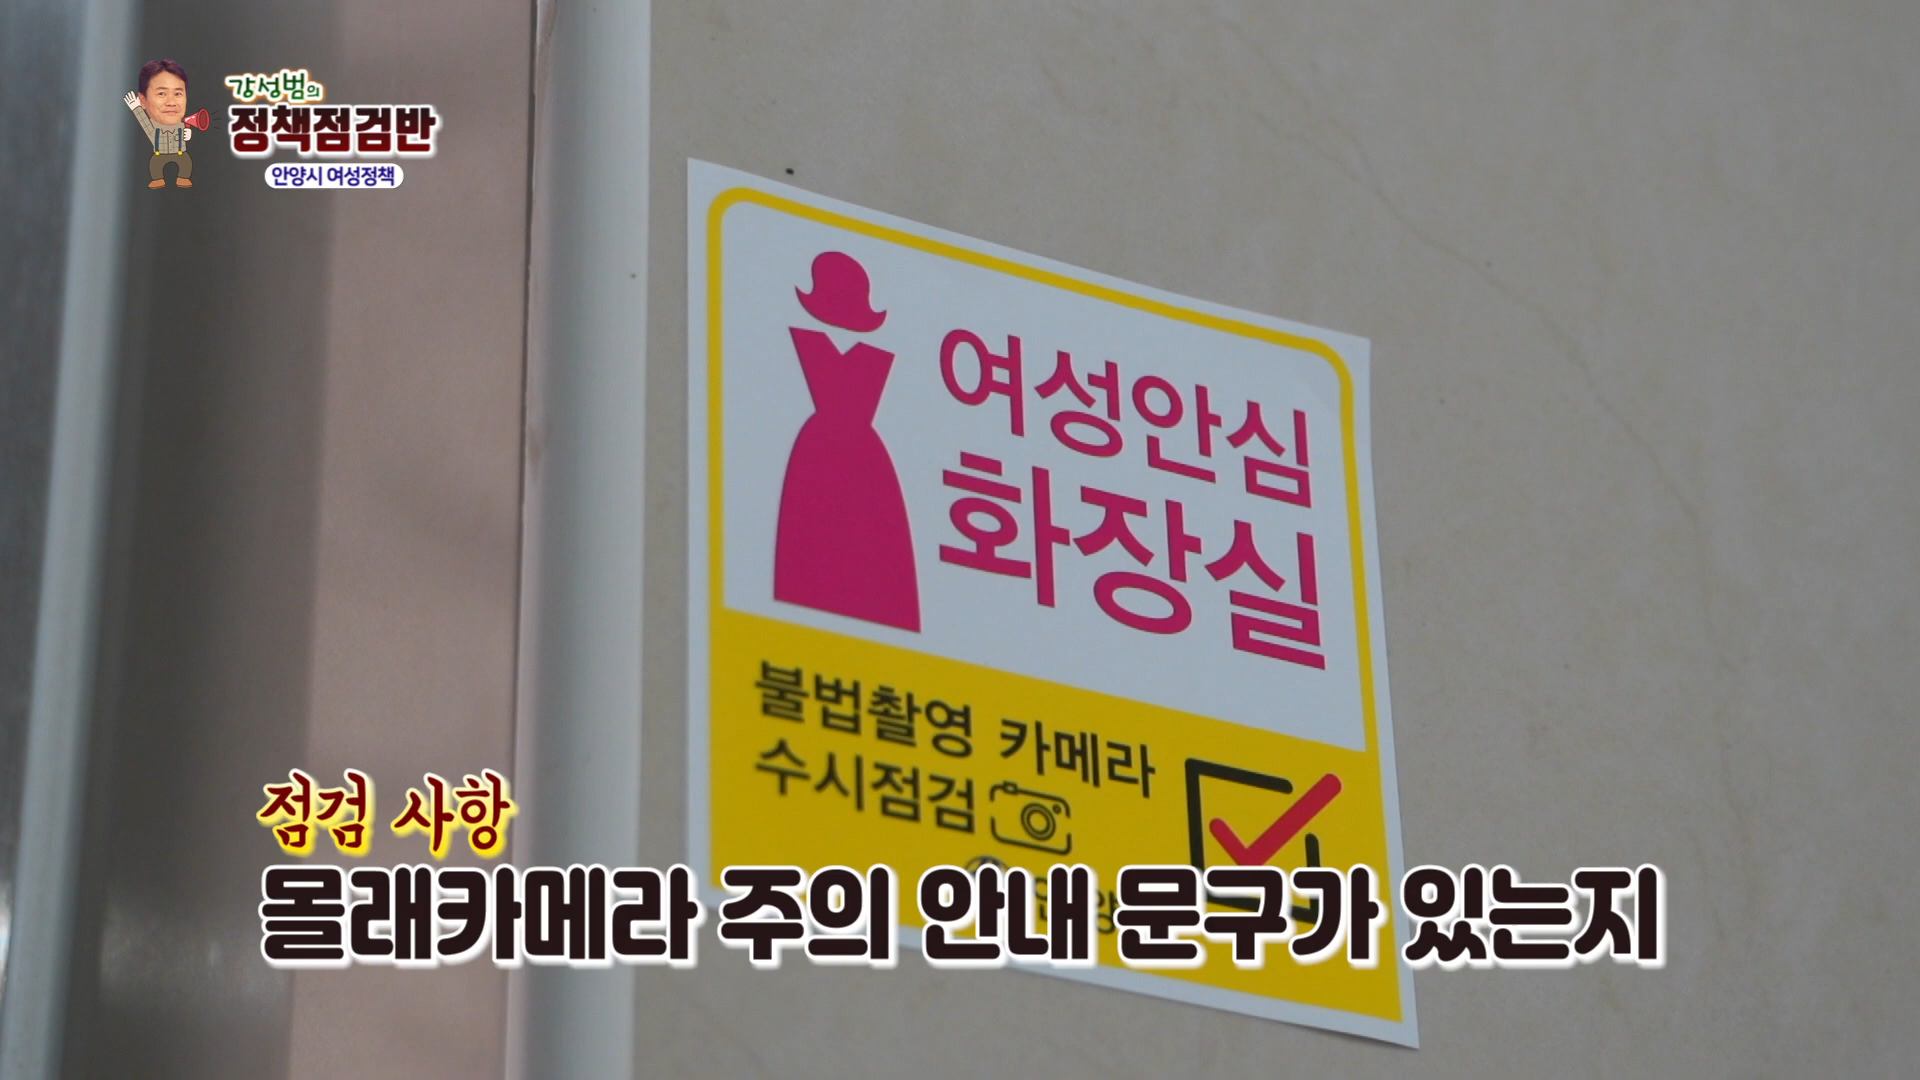 강성범의
정책점검반
안양시 여성정책
여성안심
화장실
불법촬영 카메라
수시점검
점검 사항
몰래카메라 주의 안내 문구가 있는지